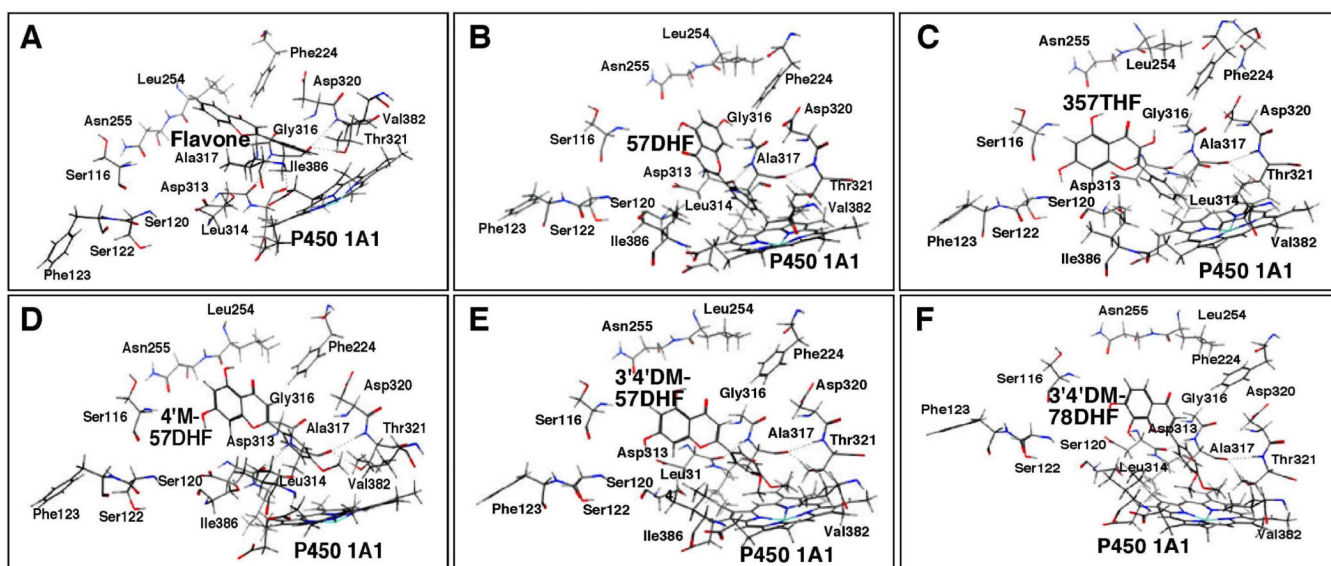 A
Phe224
Leu254
Asp320
Asn255
Flavone
Gly316
Val382
Thr321
Ser116
Ala317
Ile386
Asp313
Ser120
Leu314
Ser122
P450 1A1
Phe123
B
Leu254
Asn255
Phe224
Asp320
Gly316
Ser116
57DHF
Ala317
Asp313
Thr321
Ser120
Leu314
Val382
Phe123
Ser122
Ile386
P450 1A1
C
Asn255
Leu254
Phe224
357THF
Gly316
Asp320
Ser116
Ala317
Asp313
Thr321
Ser120
Leu314
Phe123
Ser122
Ile386
Val382
P450 1A1
D
Leu254
Asn255
Phe224
Asp320
Ser116
4'M-
57DHF
Gly316
Asp313
Ala317
Thr321
Ser120
Leu314
Val382
Phe123
Ser122
Ile386
P450 1A1
E
Asn255
Leu254
Phe224
3'4'DM-
57DHF
Gly316
Asp320
Ser116
Ala317
Asp313
Thr321
Leu31
4
Ser120
Phe123
Ser122
Ile386
Val382
P450 1A1
F
Asn255
Leu254
Phe224
Ser116
Gly316
Asp320
3'4'DM-
78DHF
Phe123
Asp313
Ser120
Ala317
Ser122
Leu314
Thr321
Val382
P450 1A1